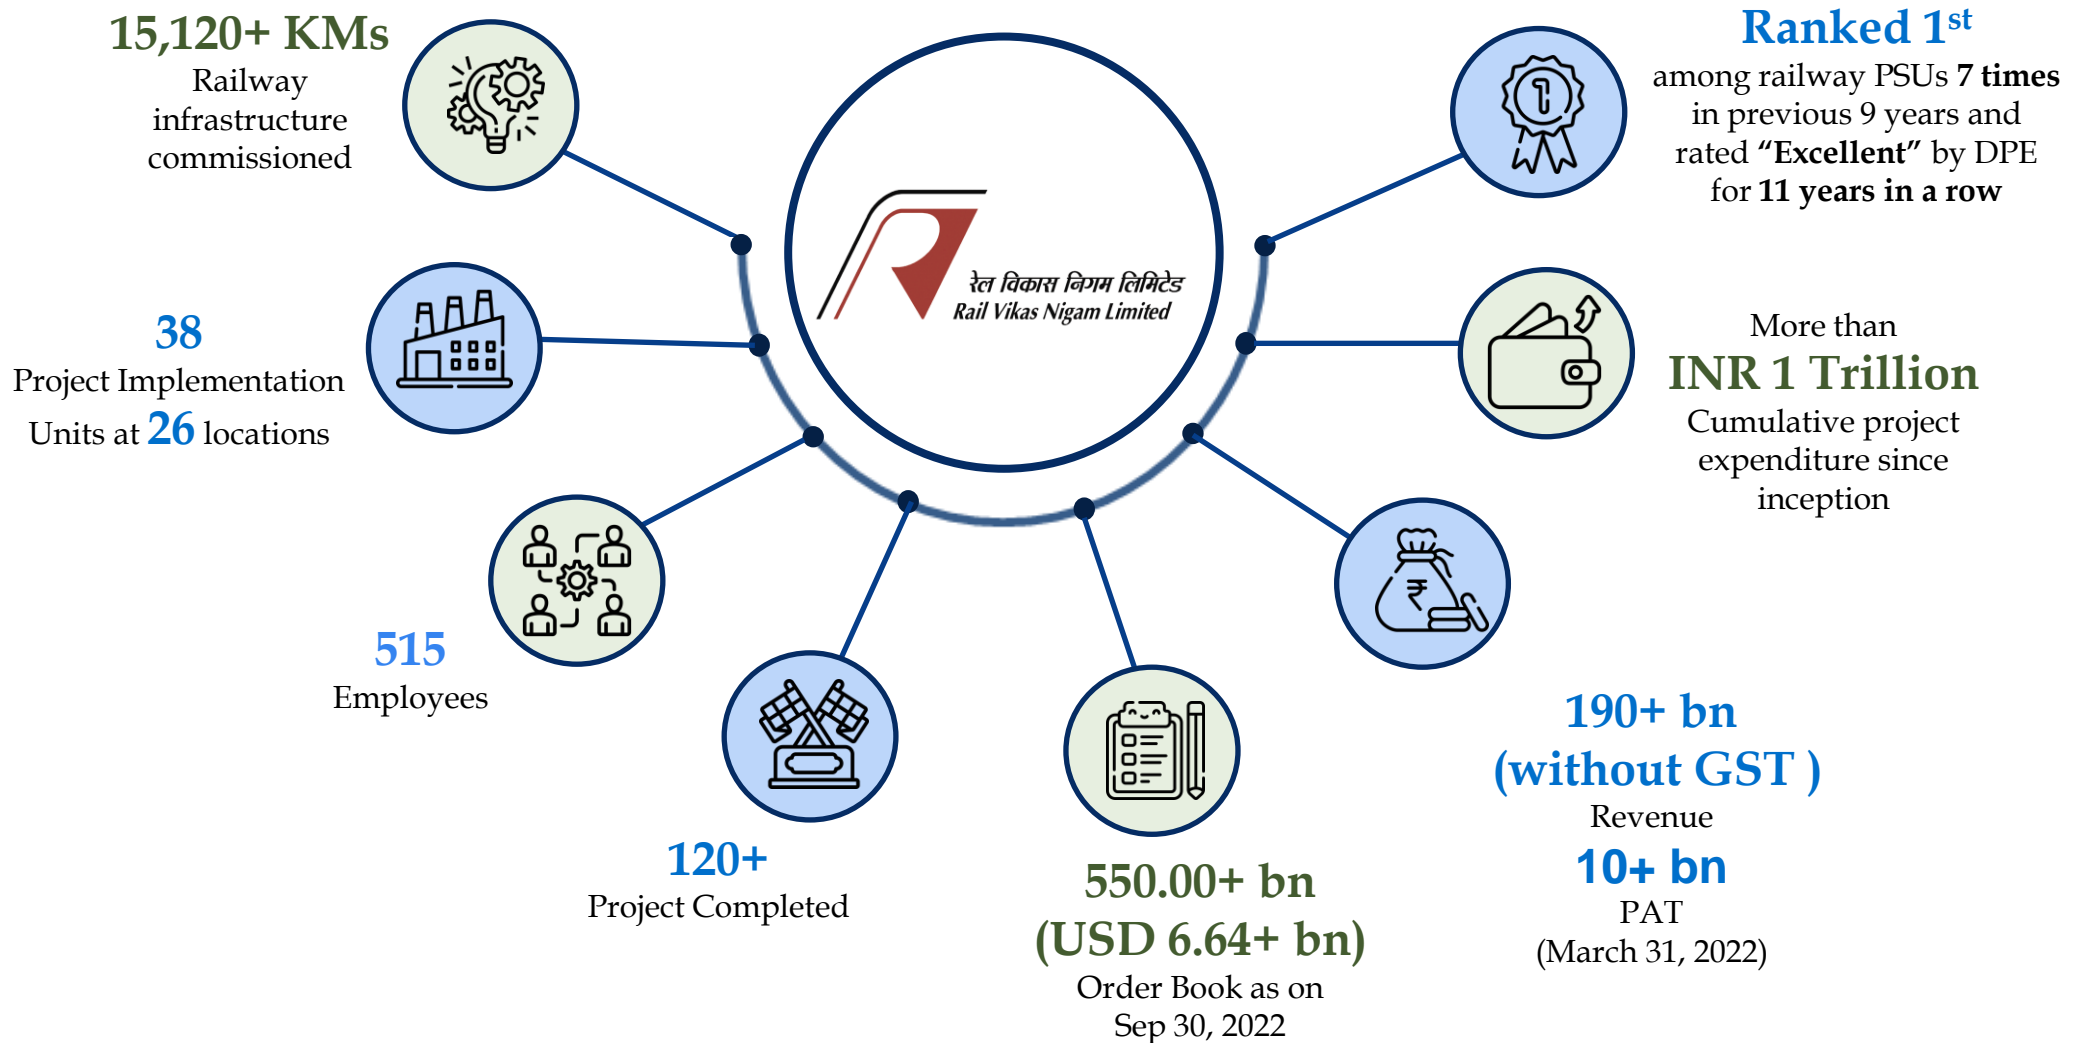 15,120+ KMs
Railway
infrastructure
commissioned
38
Project Implementation
Units at 26 locations
515
Employees
120+
Project Completed
रेल विकास निगम लिमिटेड
Rail Vikas Nigam Limited
550.00+ bn
(USD 6.64+ bn)
Order Book as on
Sep 30, 2022
190+ bn
(without GST )
Revenue
10+ bn
PAT
(March 31, 2022)
More than
INR 1 Trillion
Cumulative project
expenditure since
inception
1
Ranked 1st
among railway PSUs 7 times
in previous 9 years and
rated “Excellent” by DPE
for 11 years in a row
₹